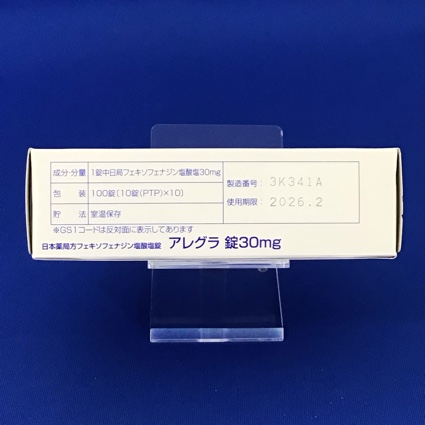 成分・分量 1錠中日局フェキソフェナジン塩酸塩30mg
包装 100錠(10錠(PTP)×10)
貯法 室温保存
製造番号: 3K341A
使用期限: 2026.2
※GS1コードは反対面に表示してあります
日本薬局方フェキソフェナジン塩酸塩錠 アレグラ 錠30mg